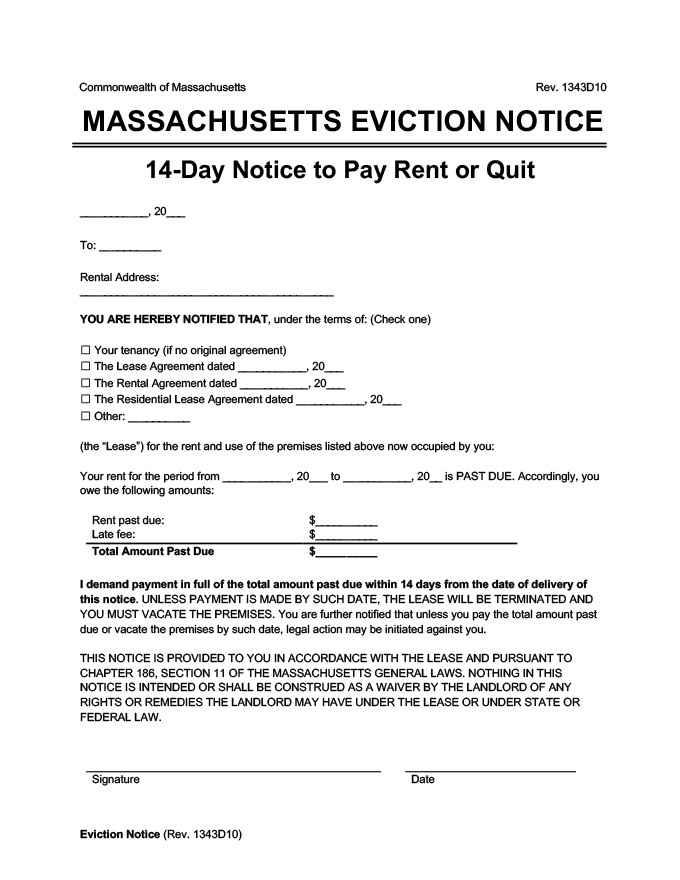 Commonwealth of Massachusetts Rev. 1343D10
MASSACHUSETTS EVICTION NOTICE
14-Day Notice to Pay Rent or Quit
___________, 20___
To: __________
Rental Address:
_________________________________________
YOU ARE HEREBY NOTIFIED THAT, under the terms of: (Check one)
☐ Your tenancy (if no original agreement)
☐ The Lease Agreement dated ___________, 20___
☐ The Rental Agreement dated ___________, 20___
☐ The Residential Lease Agreement dated ___________, 20___
☐ Other: __________
(the “Lease”) for the rent and use of the premises listed above now occupied by you:
Your rent for the period from ___________, 20___ to ___________, 20__ is PAST DUE. Accordingly, you
owe the following amounts:
Rent past due: $__________
Late fee: $__________
Total Amount Past Due $__________
I demand payment in full of the total amount past due within 14 days from the date of delivery of
this notice. UNLESS PAYMENT IS MADE BY SUCH DATE, THE LEASE WILL BE TERMINATED AND
YOU MUST VACATE THE PREMISES. You are further notified that unless you pay the total amount past
due or vacate the premises by such date, legal action may be initiated against you.
THIS NOTICE IS PROVIDED TO YOU IN ACCORDANCE WITH THE LEASE AND PURSUANT TO
CHAPTER 186, SECTION 11 OF THE MASSACHUSETTS GENERAL LAWS. NOTHING IN THIS
NOTICE IS INTENDED OR SHALL BE CONSTRUED AS A WAIVER BY THE LANDLORD OF ANY
RIGHTS OR REMEDIES THE LANDLORD MAY HAVE UNDER THE LEASE OR UNDER STATE OR
FEDERAL LAW.
Signature Date
Eviction Notice (Rev. 1343D10)